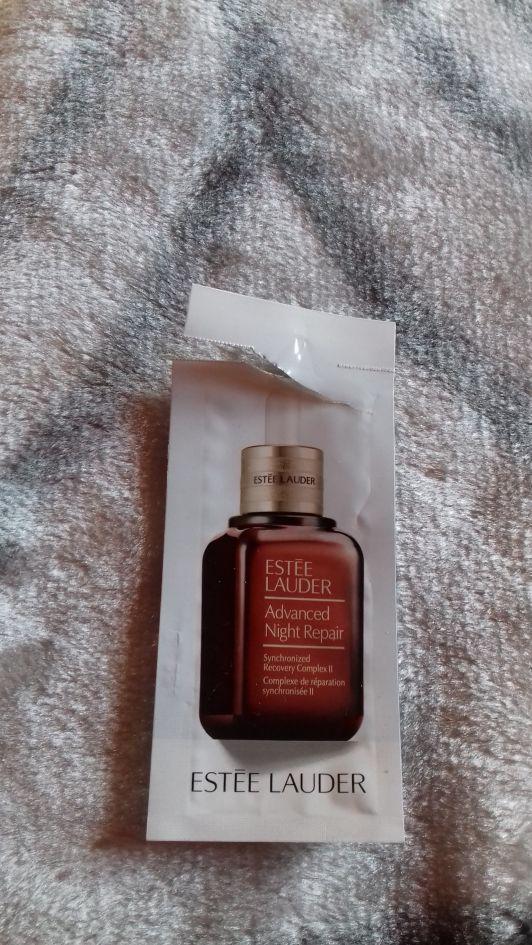 ESTĒE LAUDER
ESTĒE
LAUDER
Advanced
Night Repair
Synchronized
Recovery Complex II
Complexe de réparation
synchronisée II
ESTĒE LAUDER